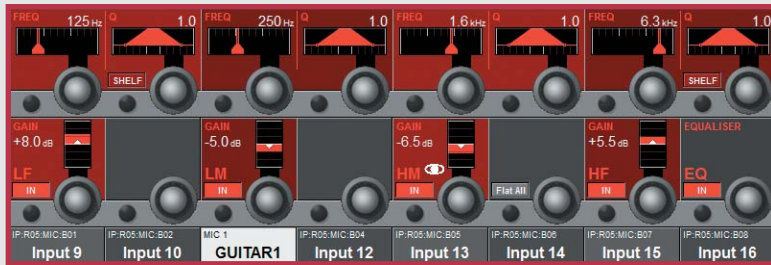 FREQ 125 Hz Q 1.0 FREQ 250 Hz Q 1.0 FREQ 1.6 kHz Q 1.0 FREQ 6.3 kHz Q 1.0
SHELF SHELF
GAIN GAIN GAIN GAIN EQUALISER
+8.0 dB -5.0 dB -6.5 dB +5.5 dB
LF LM HM HF EQ
IN IN IN Flat All IN IN
IP:R05:MIC:B01 IP:R05:MIC:B02 MIC 1 IP:R05:MIC:B04 IP:R05:MIC:B05 IP:R05:MIC:B06 IP:R05:MIC:B07 IP:R05:MIC:B08
Input 9 Input 10 GUITAR1 Input 12 Input 13 Input 14 Input 15 Input 16